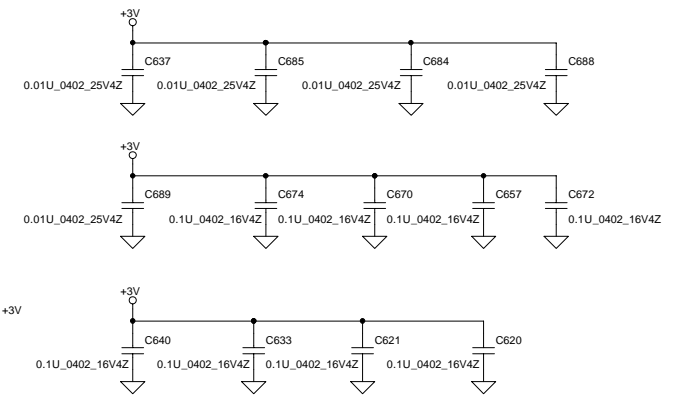 +3V
C637 C685 C684 C688
0.01U_0402_25V4Z 0.01U_0402_25V4Z 0.01U_0402_25V4Z 0.01U_0402_25V4Z
+3V
C689 C674 C670 C657 C672
0.01U_0402_25V4Z 0.1U_0402_16V4Z 0.1U_0402_16V4Z 0.1U_0402_16V4Z 0.1U_0402_16V4Z
+3V
+3V
C640 C633 C621 C620
0.1U_0402_16V4Z 0.1U_0402_16V4Z 0.1U_0402_16V4Z 0.1U_0402_16V4Z